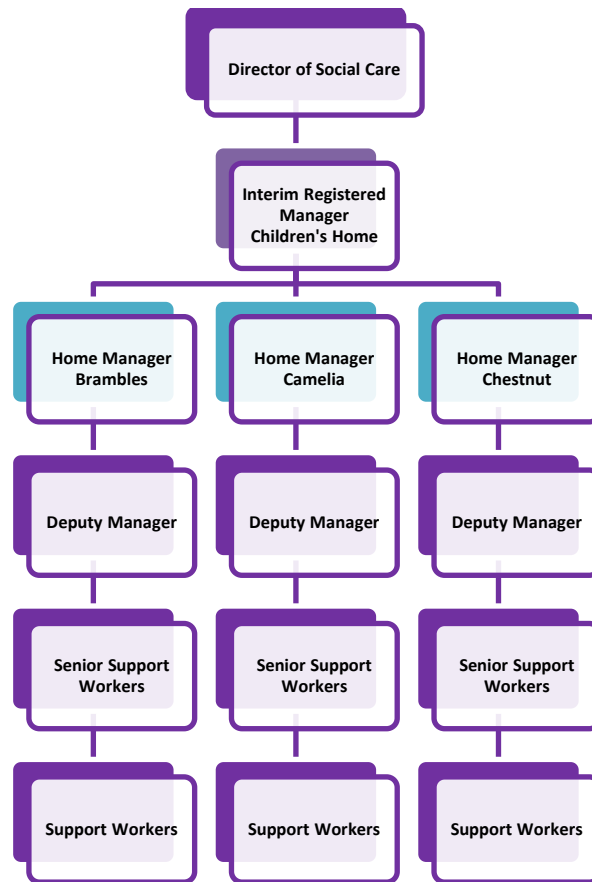 Director of Social Care
Interim Registered
Manager
Children's Home
Home Manager
Brambles
Home Manager
Camelia
Home Manager
Chestnut
Deputy Manager
Deputy Manager
Deputy Manager
Senior Support
Workers
Senior Support
Workers
Senior Support
Workers
Support Workers
Support Workers
Support Workers